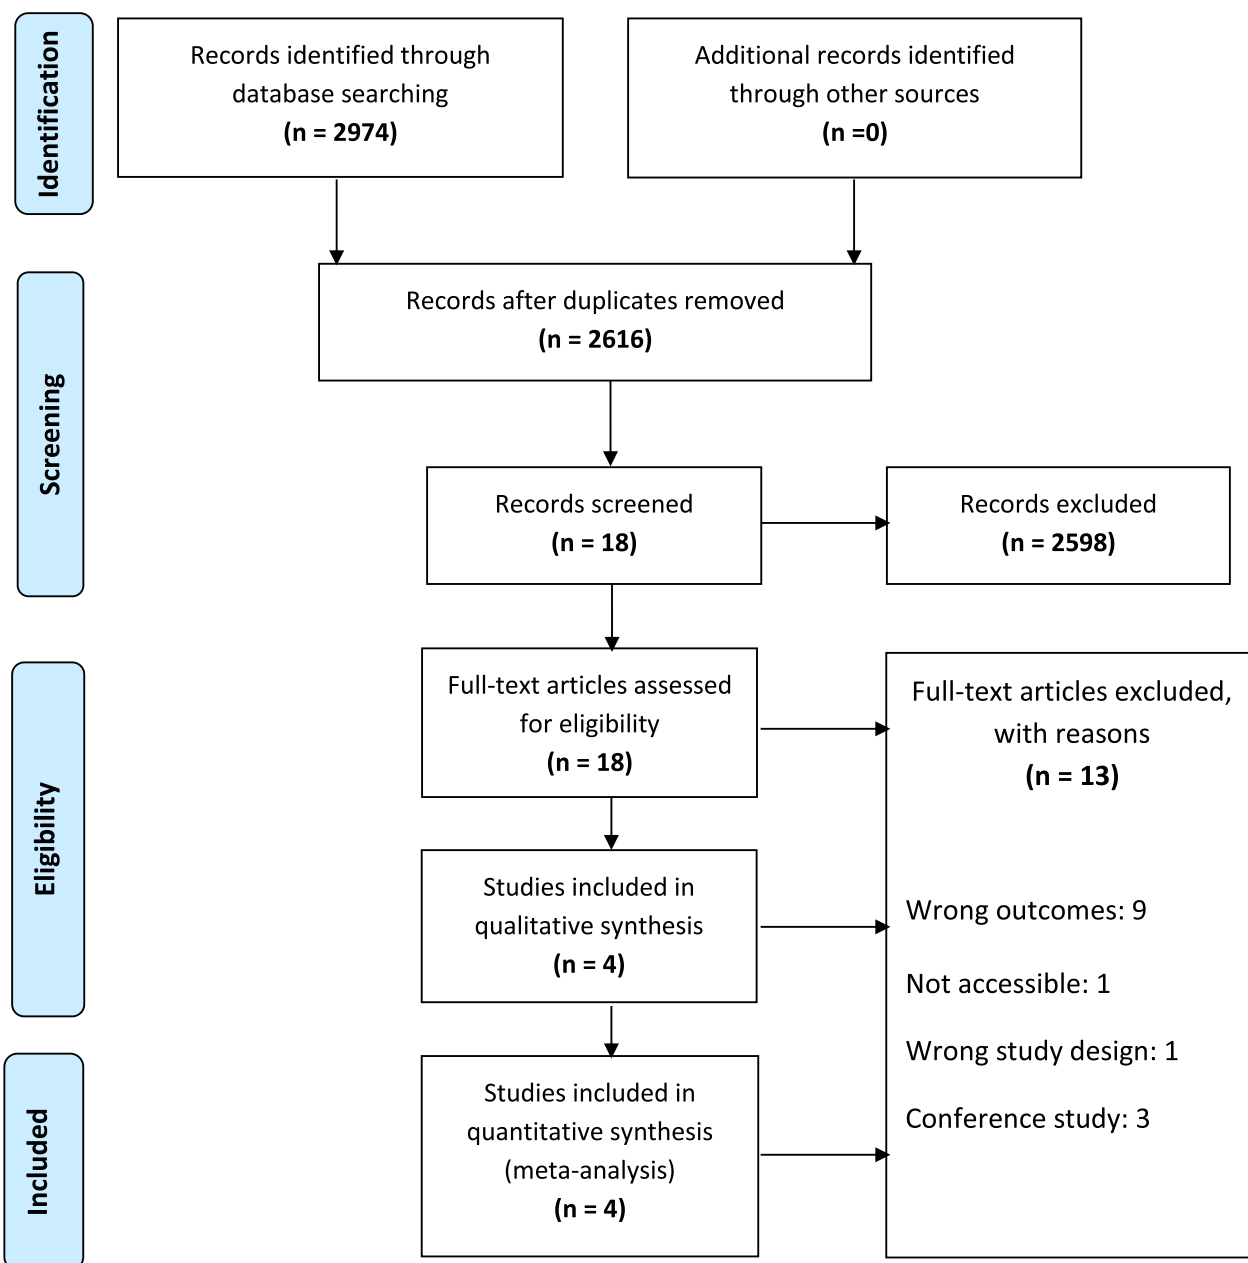 Identification
Records identified through
database searching
(n = 2974)
Additional records identified
through other sources
(n =0)
Screening
Records after duplicates removed
(n = 2616)
Records screened
(n = 18)
Records excluded
(n = 2598)
Eligibility
Full-text articles assessed
for eligibility
(n = 18)
Full-text articles excluded,
with reasons
(n = 13)
Wrong outcomes: 9
Not accessible: 1
Wrong study design: 1
Conference study: 3
Studies included in
qualitative synthesis
(n = 4)
Included
Studies included in
quantitative synthesis
(meta-analysis)
(n = 4)